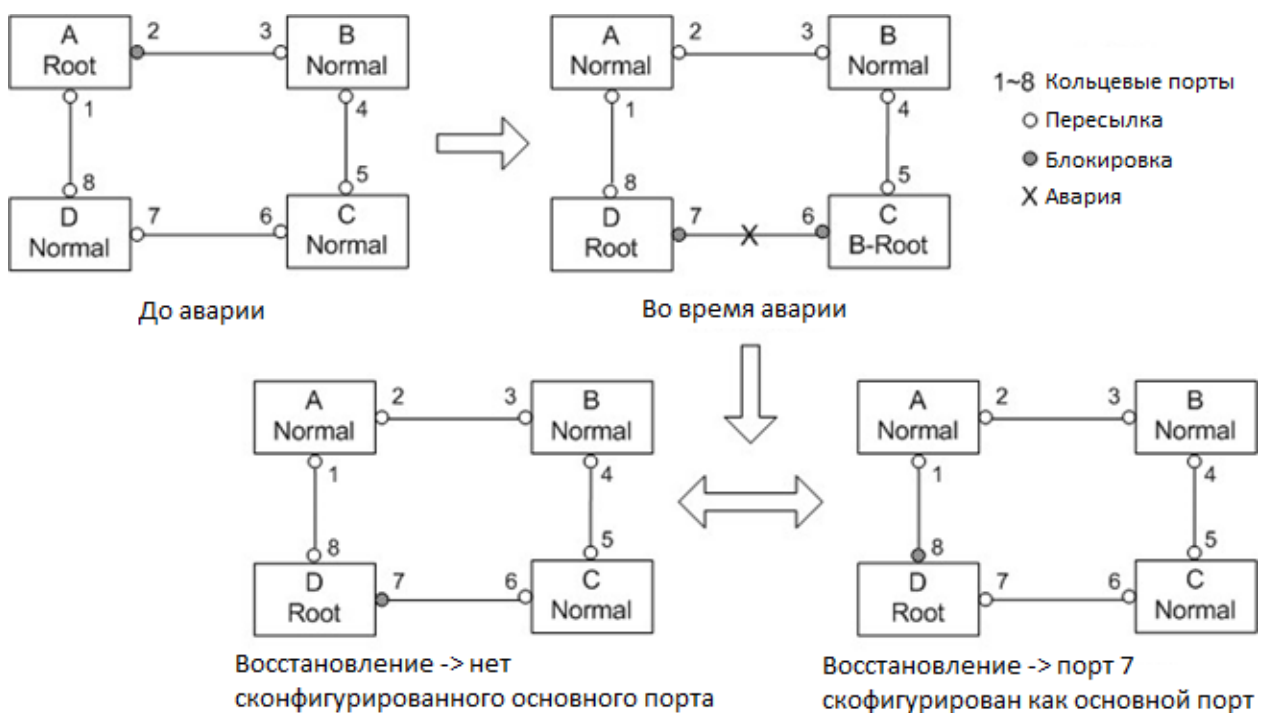 A
Root
2
3
B
Normal
1
4
8
5
D
Normal
7
6
C
Normal
До аварии
A
Normal
2
3
B
Normal
1
4
8
5
D
Root
7
X
6
C
B-Root
Во время аварии
1~8 Кольцевые порты
Пересылка
Блокировка
X Авария
A
Normal
2
3
B
Normal
1
4
8
5
D
Root
7
6
C
Normal
Восстановление -> нет
сконфигурированного основного порта
A
Normal
2
3
B
Normal
1
4
8
5
D
Root
7
6
C
Normal
Восстановление -> порт 7
скофигурирован как основной порт